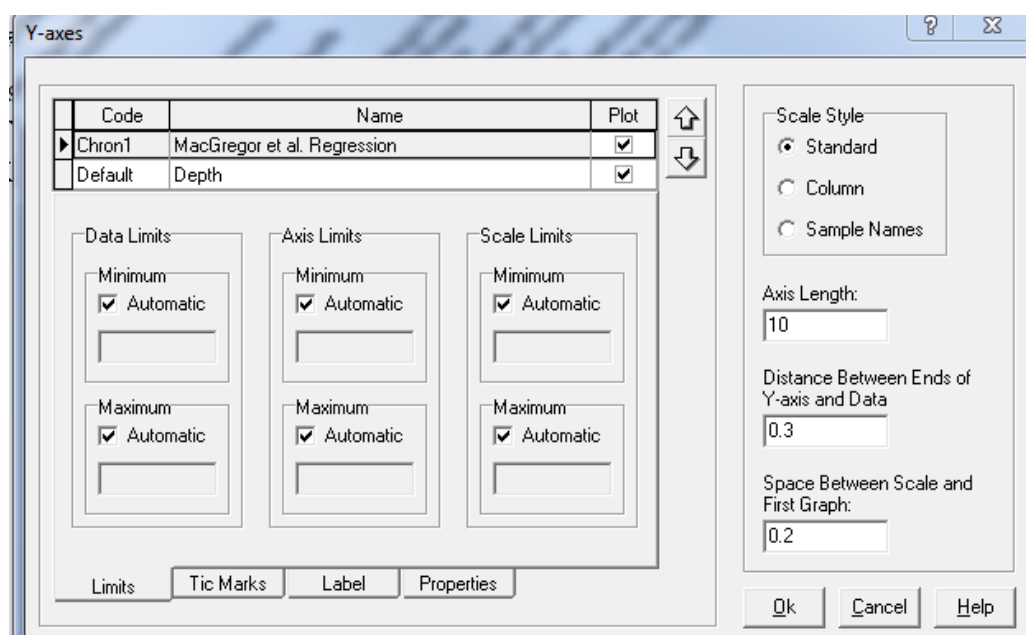 Y-axes
Code Name Plot
Chron1 MacGregor et al. Regression
Default Depth
Data Limits
Minimum
Automatic
Maximum
Automatic
Axis Limits
Minimum
Automatic
Maximum
Automatic
Scale Limits
Mimimum
Automatic
Maximum
Automatic
Limits Tic Marks Label Properties
Scale Style
Standard
Column
Sample Names
Axis Length:
10
Distance Between Ends of
Y-axis and Data
0.3
Space Between Scale and
First Graph:
0.2
Ok Cancel Help